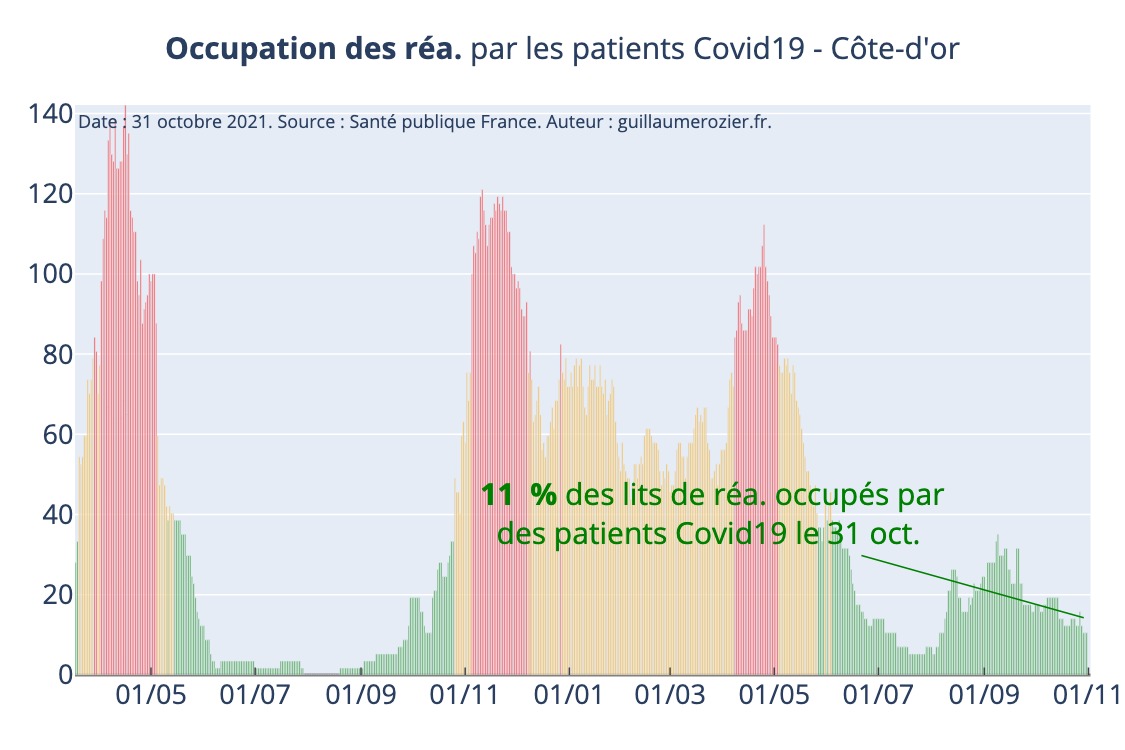 Occupation des réa. par les patients Covid19 - Côte-d'or
140
Date : 31 octobre 2021. Source : Santé publique France. Auteur : guillaumerozier.fr.
120
100
80
60
11 % des lits de réa. occupés par
des patients Covid19 le 31 oct.
40
20
0
01/05 01/07 01/09 01/11 01/01 01/03 01/05 01/07 01/09 01/11